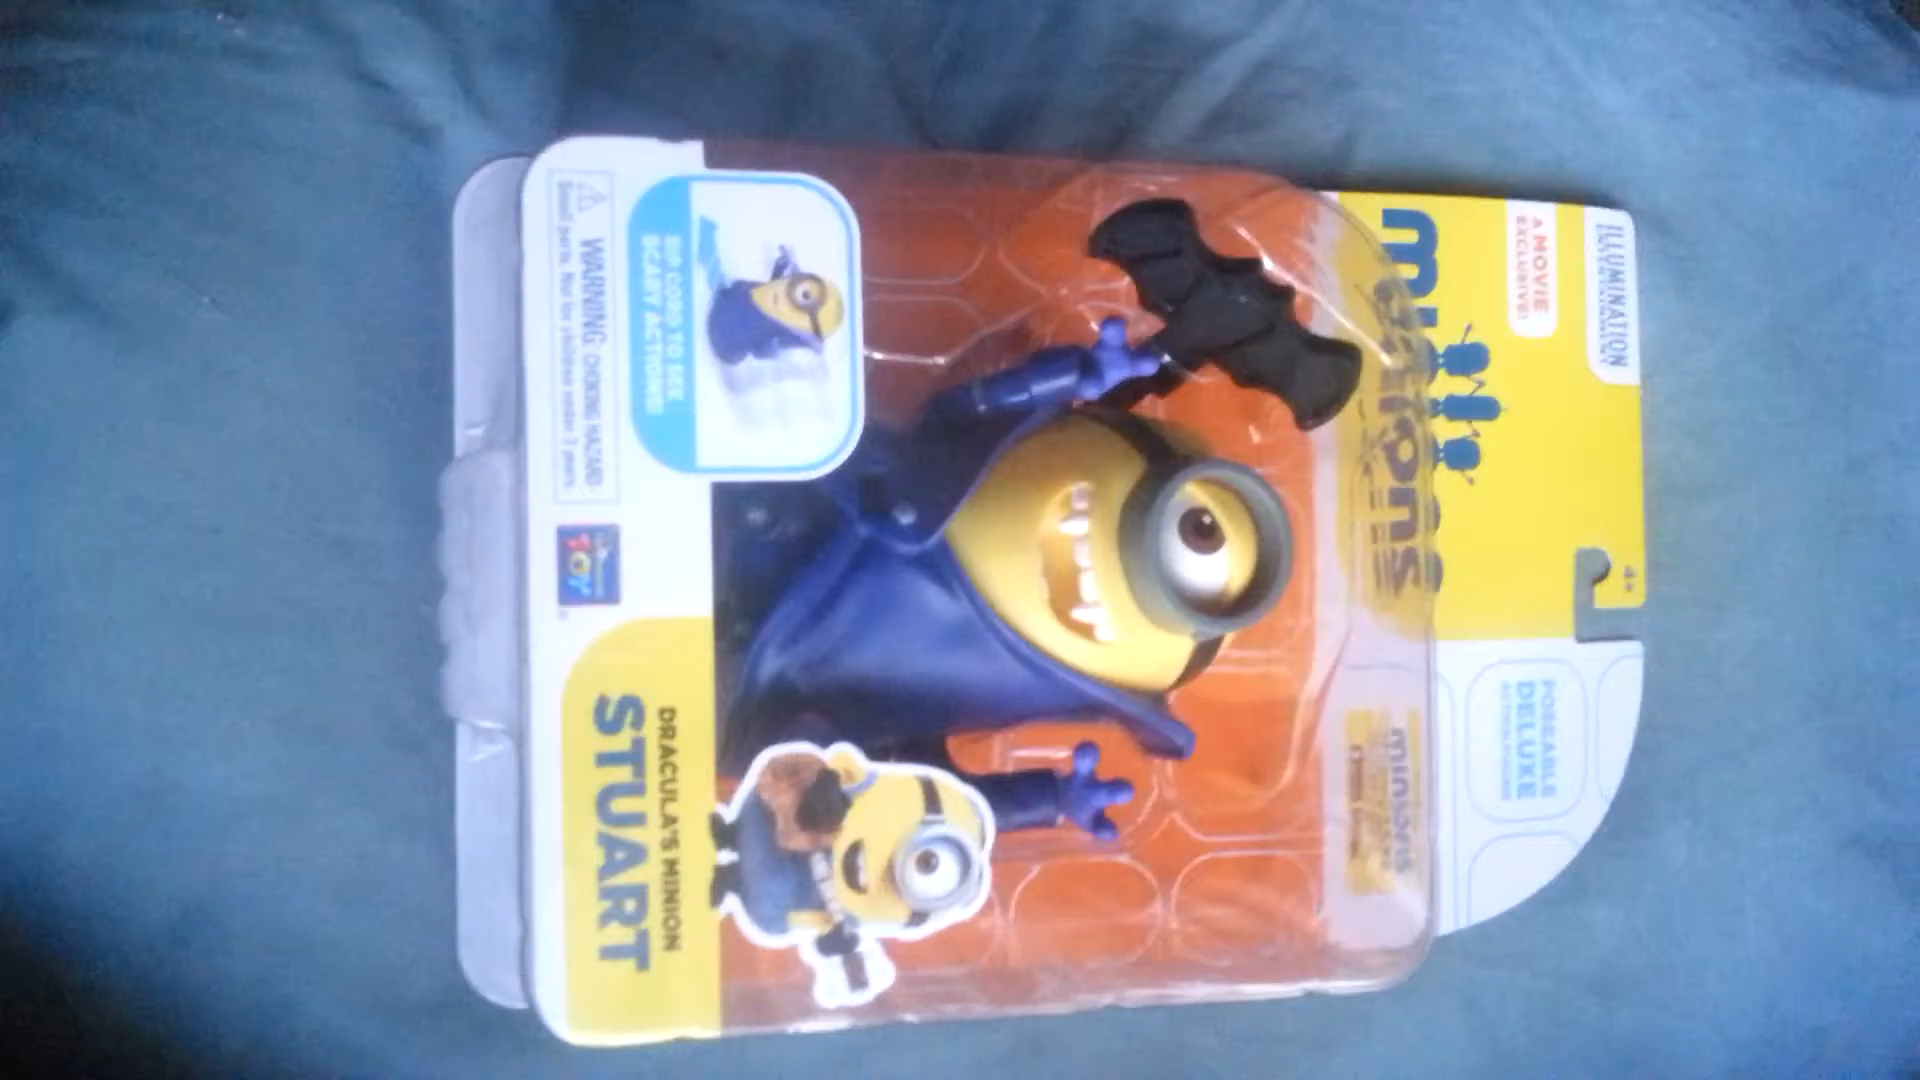 ILLUMINATION
A MOVIE
EXCLUSIVE!
minions
4+
POSEABLE
DELUXE
ACTION FIGURE
minions
RIP CORD TO SEE
SCARY ACTION!
WARNING: CHOKING HAZARD-
Small parts. Not for children under 3 years.
DRACULA'S MINION
STUART